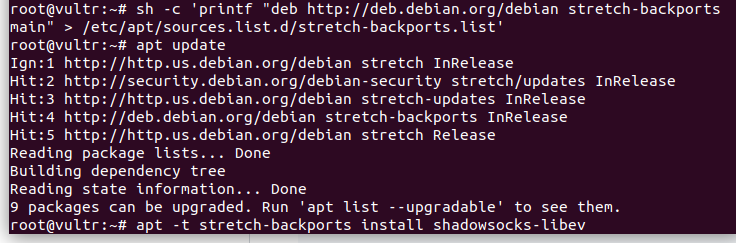 root@vultr:~# sh -c 'printf "deb http://deb.debian.org/debian stretch-backports
main" > /etc/apt/sources.list.d/stretch-backports.list'
root@vultr:~# apt update
Ign:1 http://http.us.debian.org/debian stretch InRelease
Hit:2 http://security.debian.org/debian-security stretch/updates InRelease
Hit:3 http://http.us.debian.org/debian stretch-updates InRelease
Hit:4 http://deb.debian.org/debian stretch-backports InRelease
Hit:5 http://http.us.debian.org/debian stretch Release
Reading package lists... Done
Building dependency tree
Reading state information... Done
9 packages can be upgraded. Run 'apt list --upgradable' to see them.
root@vultr:~# apt -t stretch-backports install shadowsocks-libev